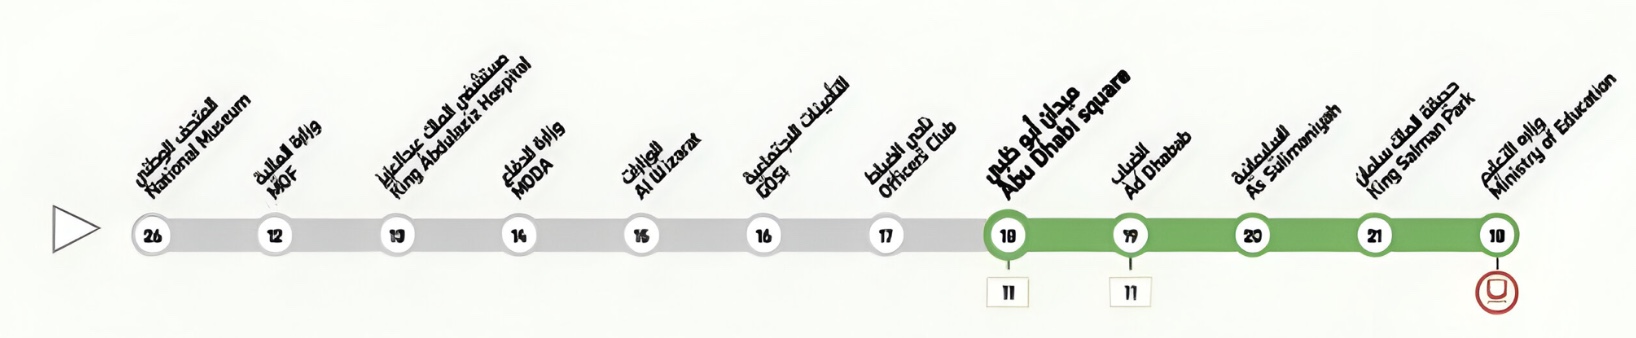 المتحف الوطني
National Museum
وزارة المالية
MOF
مستشفى الملك عبدالعزيز
King Abdulaziz Hospital
وزارة الدفاع
MODA
الوزارات
Al Wizarat
التأمينات الاجتماعية
GOSI
نادي الضباط
Officers Club
ميدان أبو ظبي
Abu Dhabi square
الضباب
Ad Dhabab
السليمانية
As Sulimaniyah
حديقة الملك سلمان
King Salman Park
وزارة التعليم
Ministry of Education
26 12 14 15 16 17 19 20 21
11 11